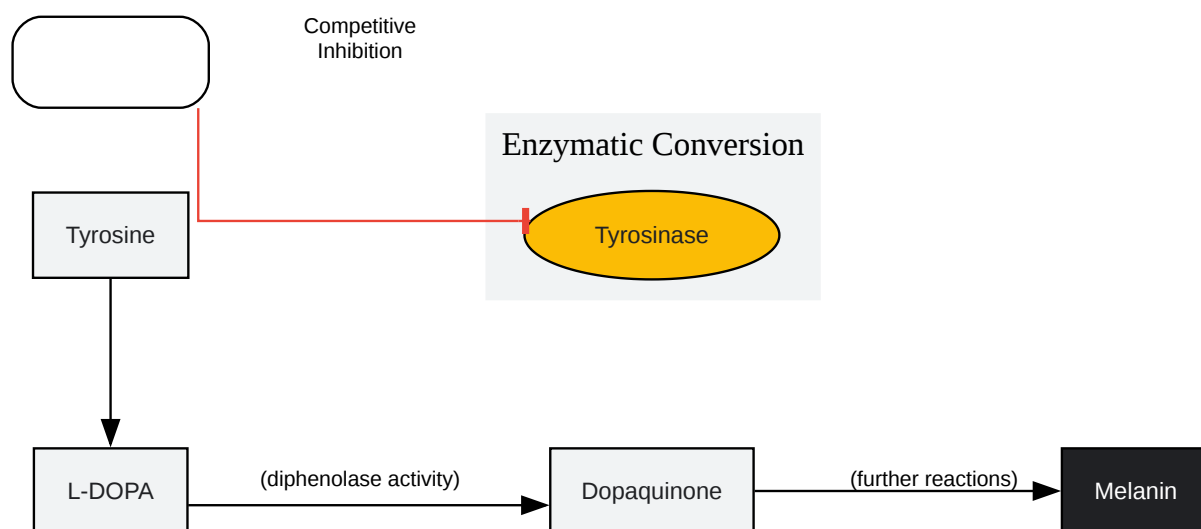 Competitive
Inhibition
Enzymatic Conversion
Tyrosinase
Tyrosine
L-DOPA
(diphenolase activity)
Dopaquinone
(further reactions)
Melanin